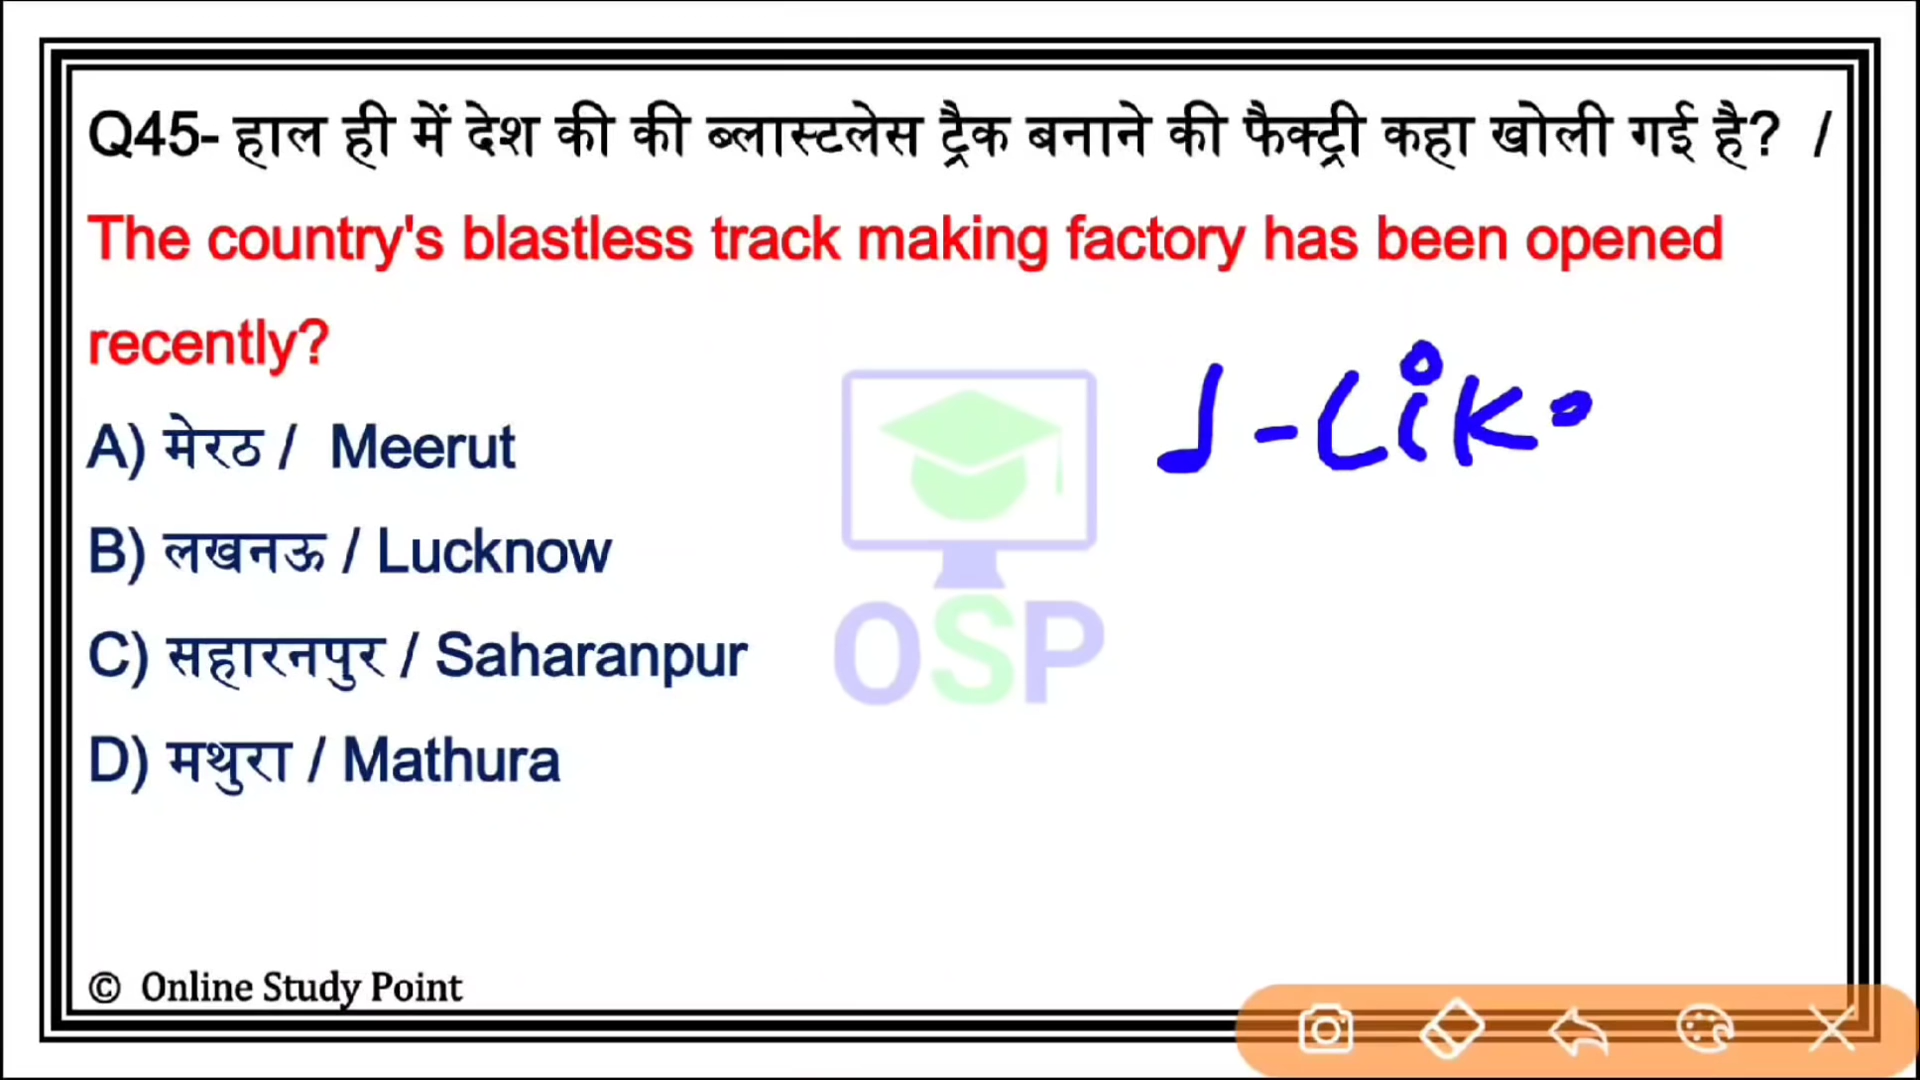 Q45- हाल ही में देश की की ब्लास्टलेस ट्रैक बनाने की फैक्ट्री कहा खोली गई है? /
The country's blastless track making factory has been opened
recently?
A) मेरठ / Meerut
B) लखनऊ / Lucknow
C) सहारनपुर / Saharanpur
D) मथुरा / Mathura
OSP
© Online Study Point